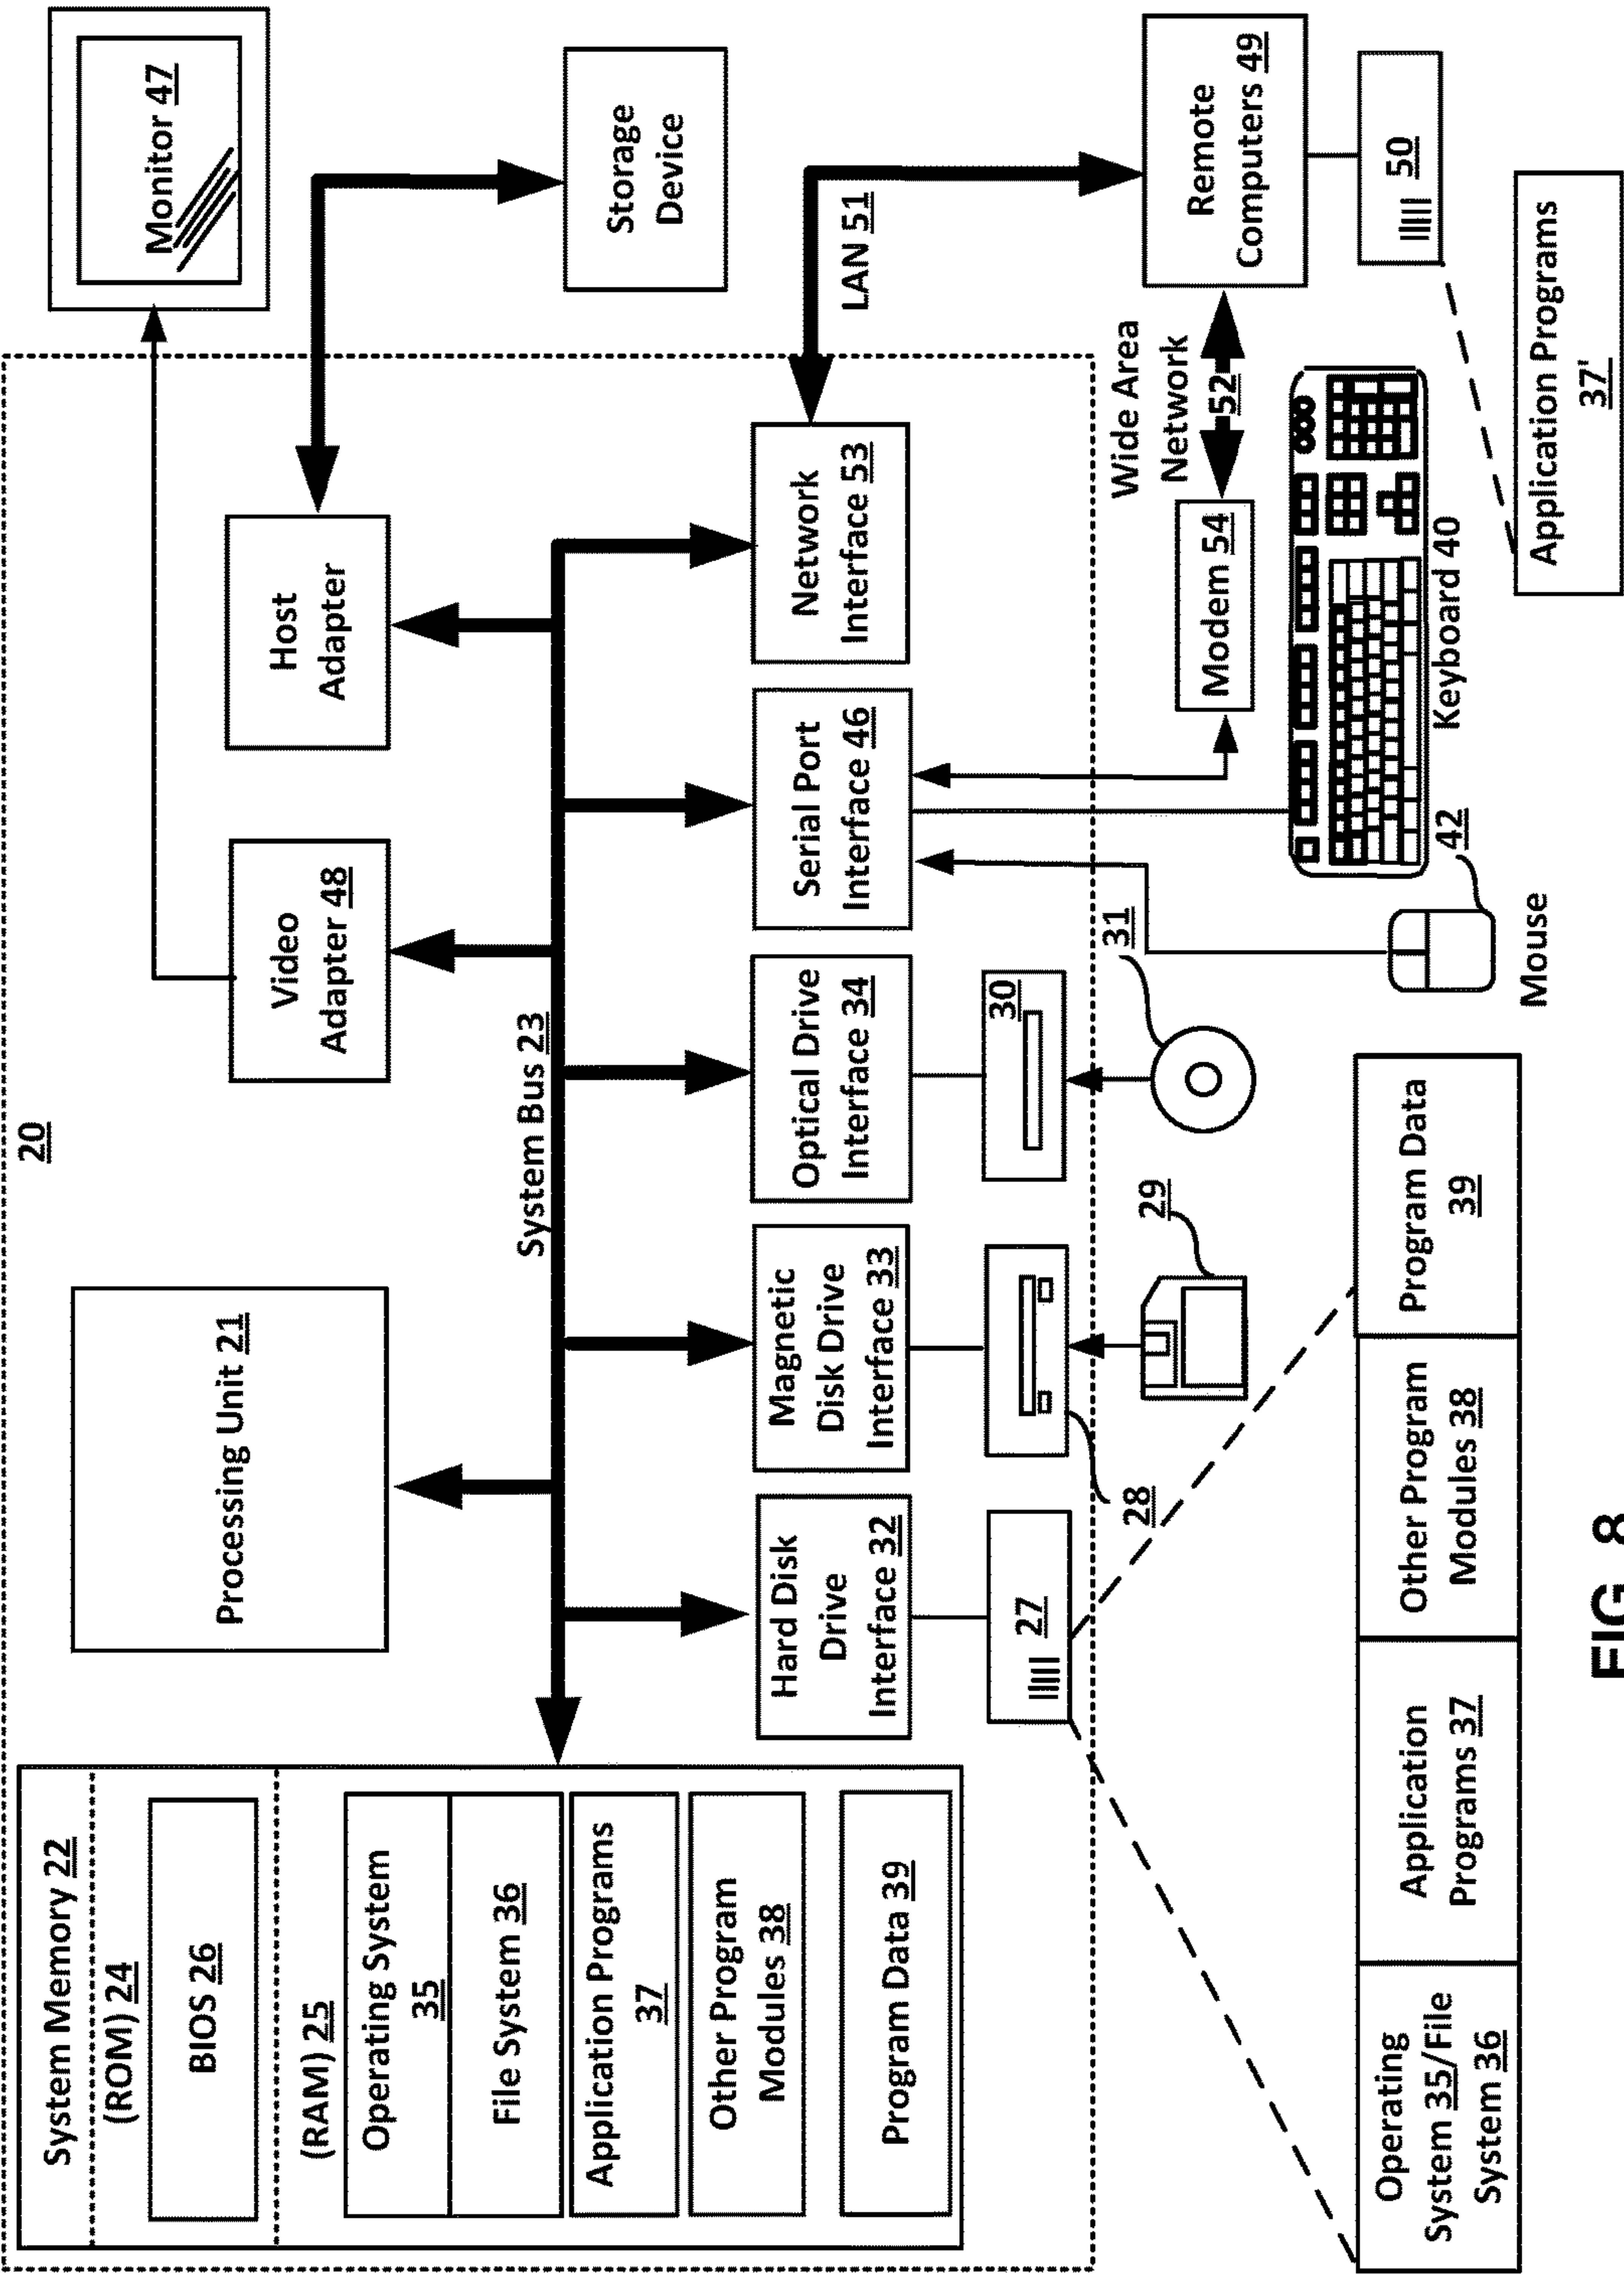 20
System Memory 22
(ROM) 24
BIOS 26
(RAM) 25
Operating System
35
File System 36
Application Programs
37
Other Program
Modules 38
Program Data 39
Processing Unit 21
Video
Adapter 48
Host
Adapter
Monitor 47
Storage
Device
System Bus 23
Hard Disk
Drive
Interface 32
Magnetic
Disk Drive
Interface 33
Optical Drive
Interface 34
Serial Port
Interface 46
Network
Interface 53
LAN 51
27
28
29
30
31
Wide Area
Network
52
Modem 54
Remote
Computers 49
50
Keyboard 40
42
Mouse
Application Programs
37'
Operating
System 35/File
System 36
Application
Programs 37
Other Program
Modules 38
Program Data
39
FIG. 8